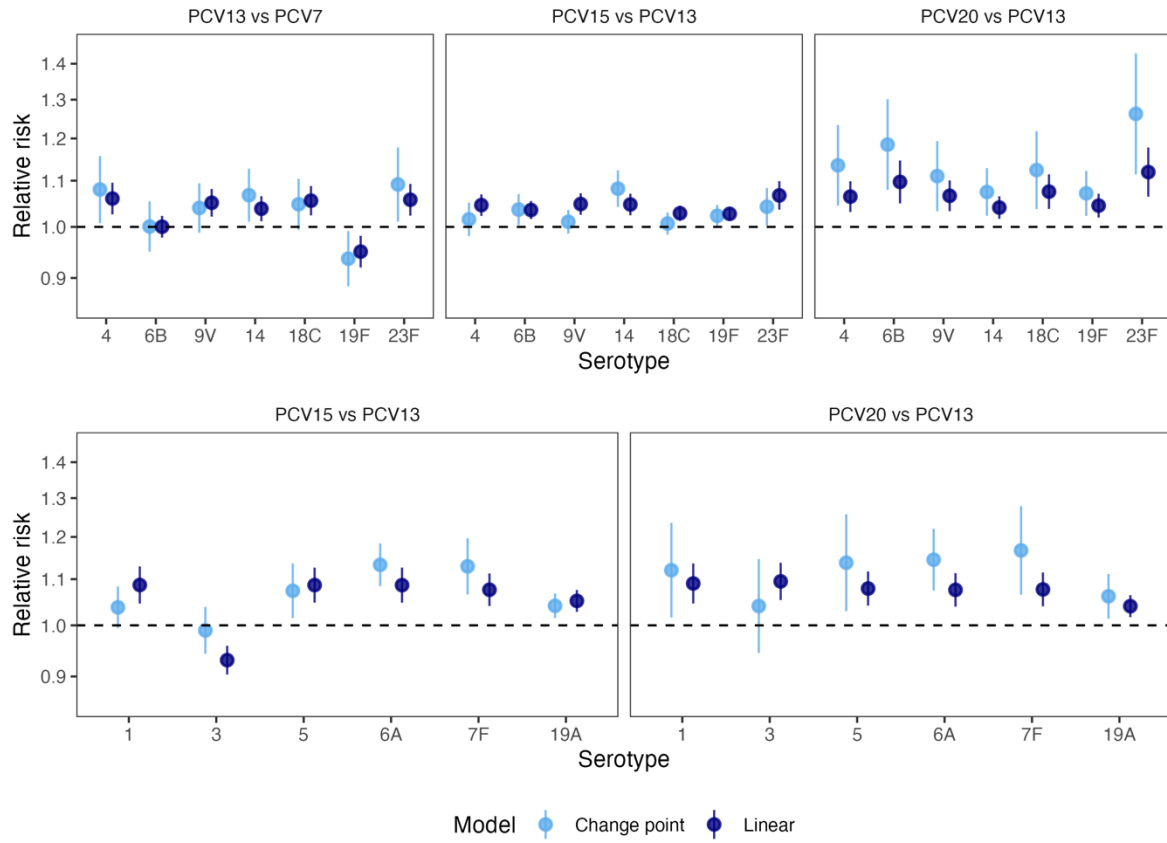 PCV13 vs PCV7 PCV15 vs PCV13 PCV20 vs PCV13
Relative risk
1.4
1.3
1.2
1.1
1.0
0.9
4 6B 9V 14 18C 19F 23F 4 6B 9V 14 18C 19F 23F 4 6B 9V 14 18C 19F 23F
Serotype
PCV15 vs PCV13 PCV20 vs PCV13
Relative risk
1.4
1.3
1.2
1.1
1.0
0.9
1 3 5 6A 7F 19A 1 3 5 6A 7F 19A
Serotype
Model Change point Linear